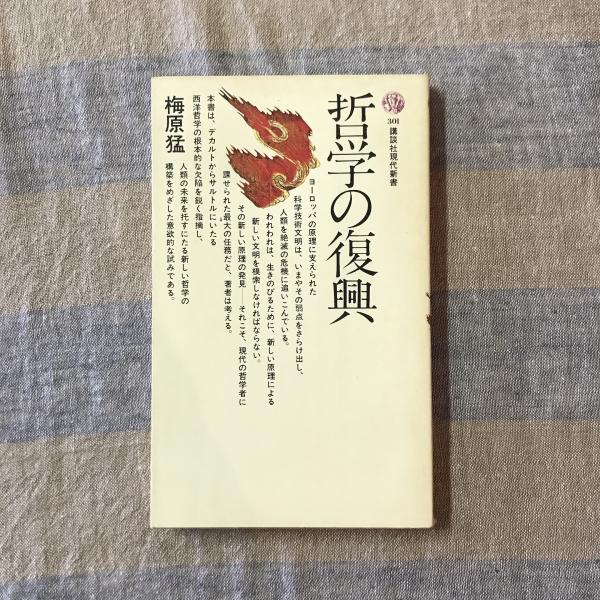 301
講談社現代新書
哲学の復興
ヨーロッパの原理に支えられた
科学技術文明は、いまやその弱点をさらけ出し、
人類を絶滅の危機に追いこんでいる。
われわれは、生きのびるために、新しい原理による
新しい文明を模索しなければならない。
その新しい原理の発見——それこそ、現代の哲学者に
課せられた最大の任務だと、著者は考える。
本書は、デカルトからサルトルにいたる
西洋哲学の根本的な欠陥を鋭く指摘し、
人類の未来を托すにたる新しい哲学の
構築をめざした意欲的な試みである。
梅原猛